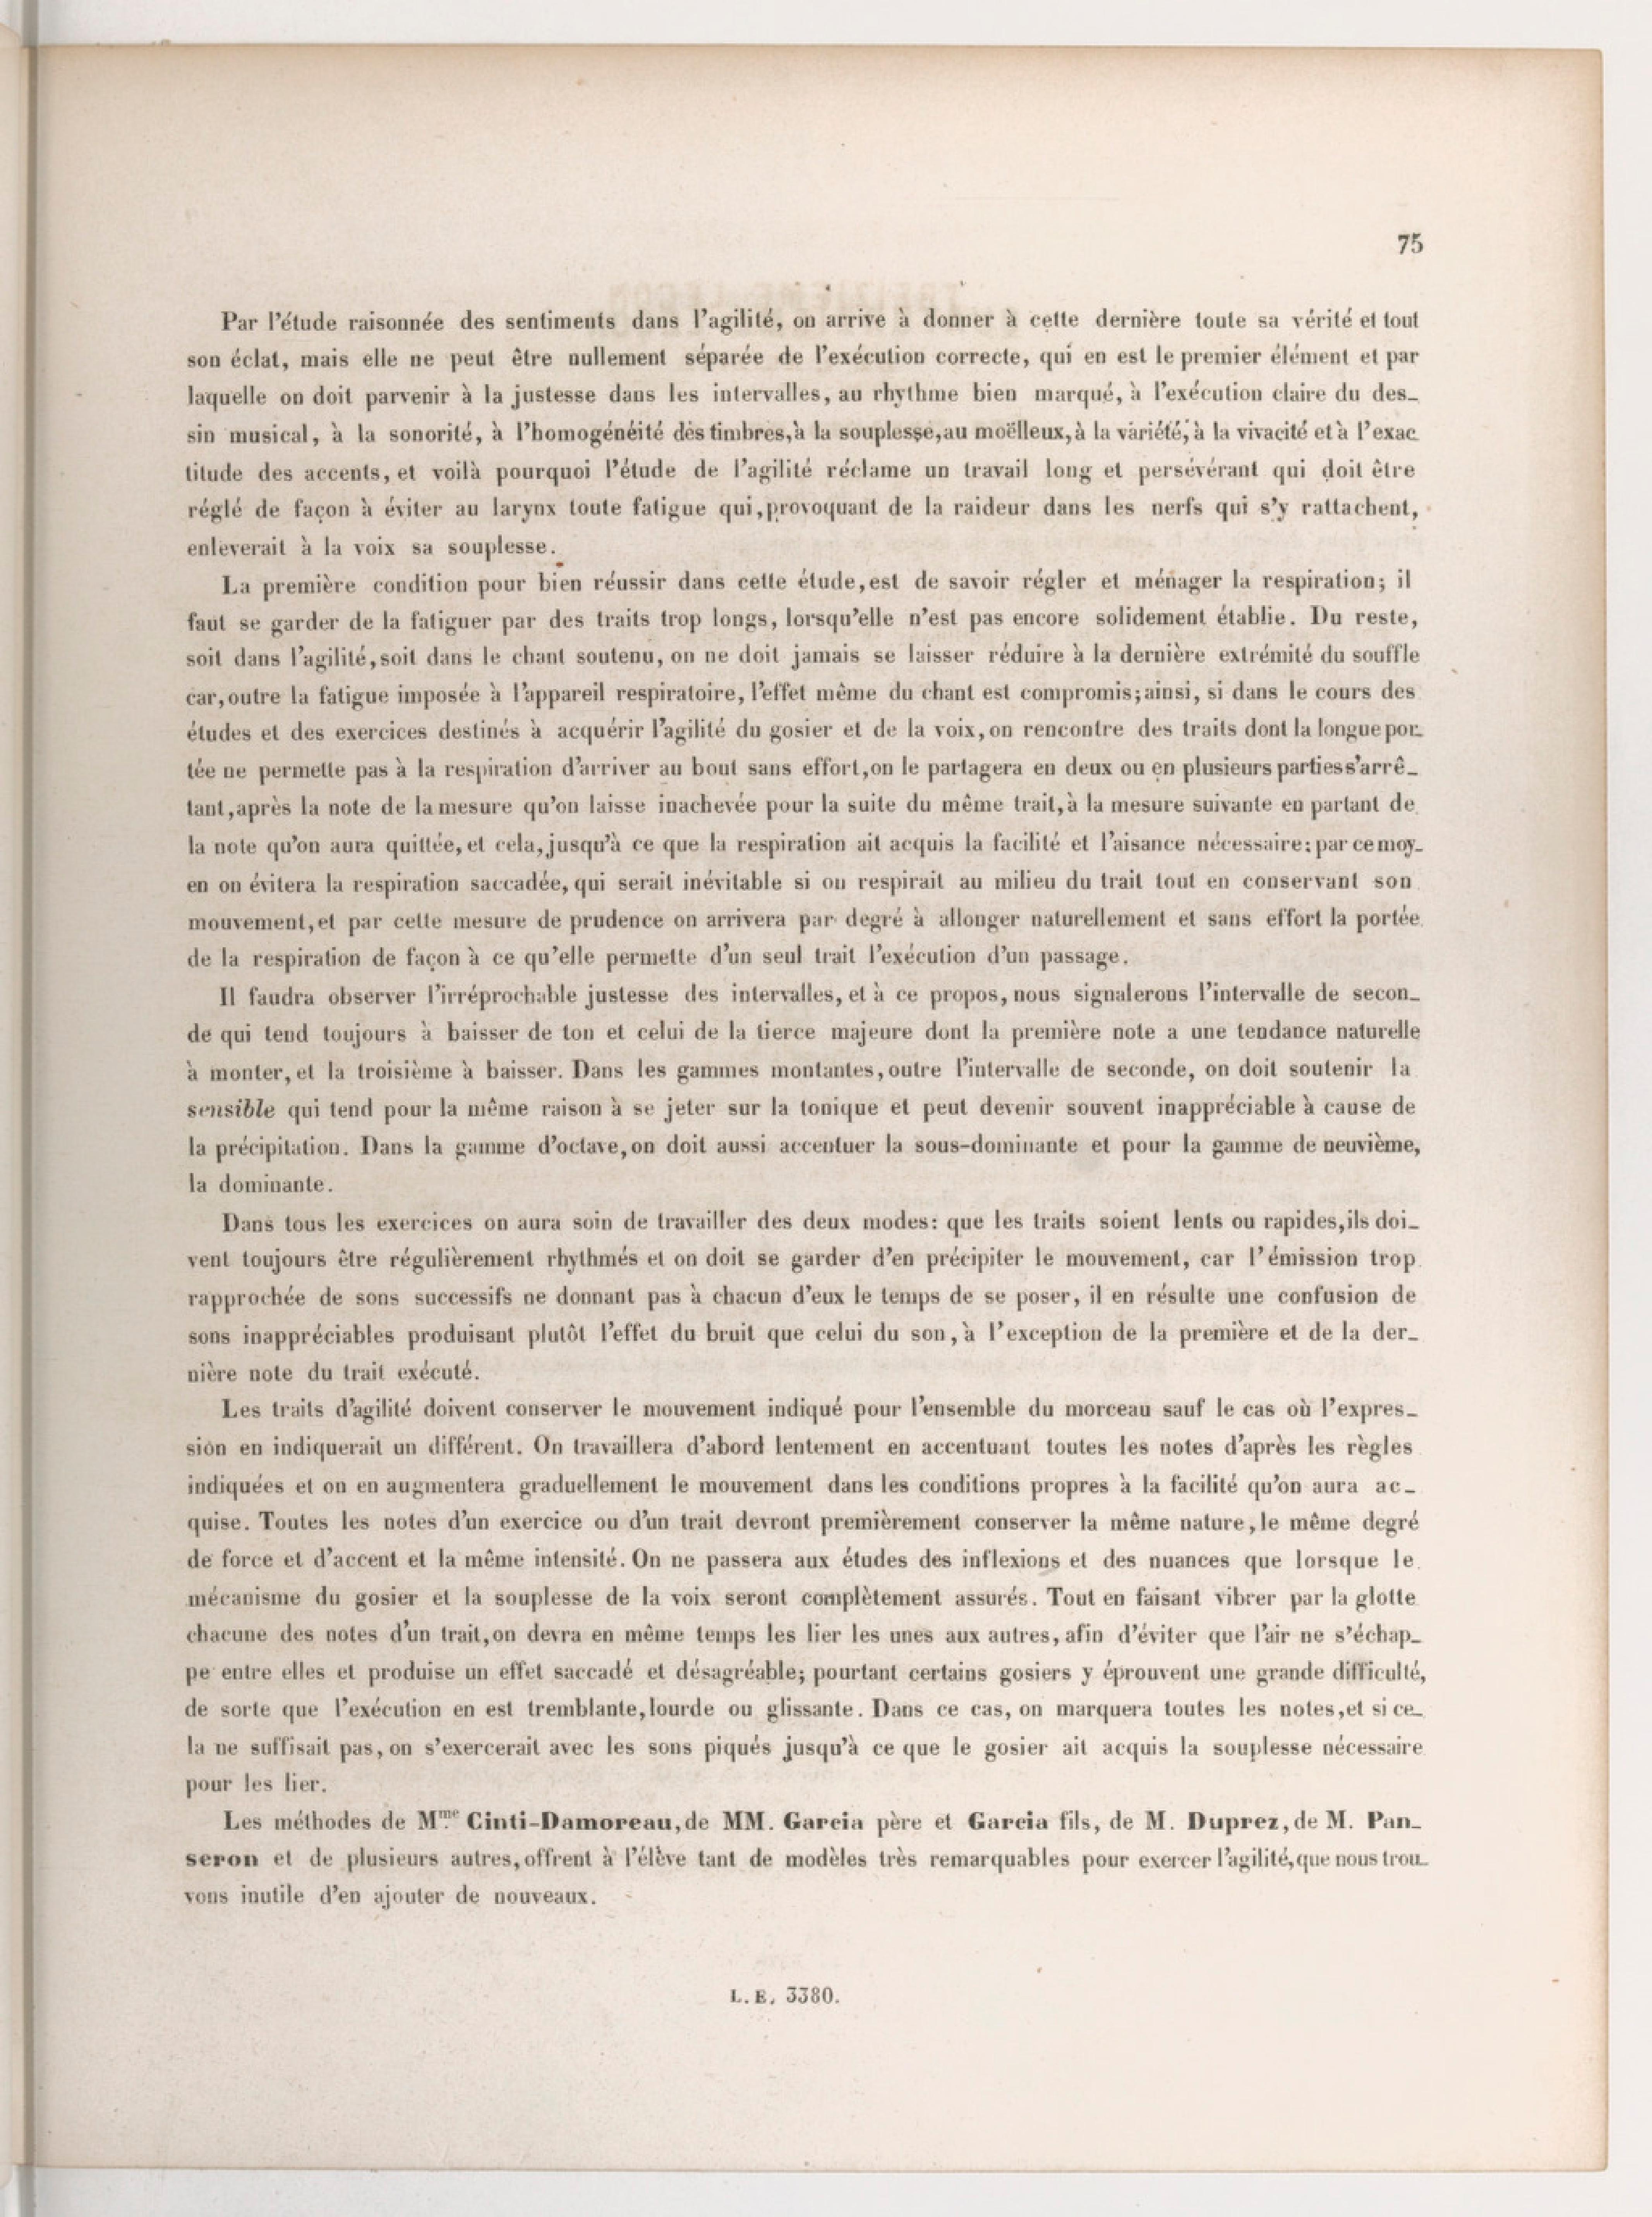 75
Par l'étude raisonnée des sentiments dans l'agilité, on arrive à donner à cette dernière toute sa vérité et tout
son éclat, mais elle ne peut être nullement séparée de l'exécution correcte, qui en est le premier élément et par
laquelle on doit parvenir à la justesse dans les intervalles, au rhythme bien marqué, à l'exécution claire du des-
sin musical, à la sonorité, à l'homogénéité des timbres, à la souplesse, au moëlleux, à la variété, à la vivacité et à l'exac
titude des accents, et voilà pourquoi l'étude de l'agilité réclame un travail long et persévérant qui doit être
réglé de façon à éviter au larynx toute fatigue qui, provoquant de la raideur dans les nerfs qui s'y rattachent,
enleverait à la voix sa souplesse.
La première condition pour bien réussir dans cette étude, est de savoir régler et ménager la respiration; il
faut se garder de la fatiguer par des traits trop longs, lorsqu'elle n'est pas encore solidement établie. Du reste,
soit dans l'agilité, soit dans le chant soutenu, on ne doit jamais se laisser réduire à la dernière extrémité du souffle
car, outre la fatigue imposée à l'appareil respiratoire, l'effet même du chant est compromis; ainsi, si dans le cours des
études et des exercices destinés à acquérir l'agilité du gosier et de la voix, on rencontre des traits dont la longue por-
tée ne permette pas à la respiration d'arriver au bout sans effort, on le partagera en deux ou en plusieurs parties s'arrê-
tant, après la note de la mesure qu'on laisse inachevée pour la suite du même trait, à la mesure suivante en partant de
la note qu'on aura quittée, et cela, jusqu'à ce que la respiration ait acquis la facilité et l'aisance nécessaire: par ce moy-
en on évitera la respiration saccadée, qui serait inévitable si on respirait au milieu du trait tout en conservant son
mouvement, et par cette mesure de prudence on arrivera par degré à allonger naturellement et sans effort la portée
de la respiration de façon à ce qu'elle permette d'un seul trait l'exécution d'un passage.
Il faudra observer l'irréprochable justesse des intervalles, et à ce propos, nous signalerons l'intervalle de secon-
de qui tend toujours à baisser de ton et celui de la tierce majeure dont la première note a une tendance naturelle
à monter, et la troisième à baisser. Dans les gammes montantes, outre l'intervalle de seconde, on doit soutenir la
sensible qui tend pour la même raison à se jeter sur la tonique et peut devenir souvent inappréciable à cause de
la précipitation. Dans la gamme d'octave, on doit aussi accentuer la sous-dominante et pour la gamme de neuvième,
la dominante.
Dans tous les exercices on aura soin de travailler des deux modes: que les traits soient lents ou rapides, ils doi-
vent toujours être régulièrement rhythmés et on doit se garder d'en précipiter le mouvement, car l'émission trop
rapprochée de sons successifs ne donnant pas à chacun d'eux le temps de se poser, il en résulte une confusion de
sons inappréciables produisant plutôt l'effet du bruit que celui du son, à l'exception de la première et de la der-
nière note du trait exécuté.
Les traits d'agilité doivent conserver le mouvement indiqué pour l'ensemble du morceau sauf le cas où l'expres-
sion en indiquerait un différent. On travaillera d'abord lentement en accentuant toutes les notes d'après les règles
indiquées et on en augmentera graduellement le mouvement dans les conditions propres à la facilité qu'on aura ac-
quise. Toutes les notes d'un exercice ou d'un trait devront premièrement conserver la même nature, le même degré
de force et d'accent et la même intensité. On ne passera aux études des inflexions et des nuances que lorsque le
mécanisme du gosier et la souplesse de la voix seront complètement assurés. Tout en faisant vibrer par la glotte
chacune des notes d'un trait, on devra en même temps les lier les unes aux autres, afin d'éviter que l'air ne s'échap-
pe entre elles et produise un effet saccadé et désagréable; pourtant certains gosiers y éprouvent une grande difficulté,
de sorte que l'exécution en est tremblante, lourde ou glissante. Dans ce cas, on marquera toutes les notes, et si ce-
la ne suffisait pas, on s'exercerait avec les sons piqués jusqu'à ce que le gosier ait acquis la souplesse nécessaire
pour les lier.
Les méthodes de Mme Cinti-Damoreau, de MM. Garcia père et Garcia fils, de M. Duprez, de M. Pan-
seron et de plusieurs autres, offrent à l'élève tant de modèles très remarquables pour exercer l'agilité, que nous trou-
vons inutile d'en ajouter de nouveaux.
L. E. 3380.